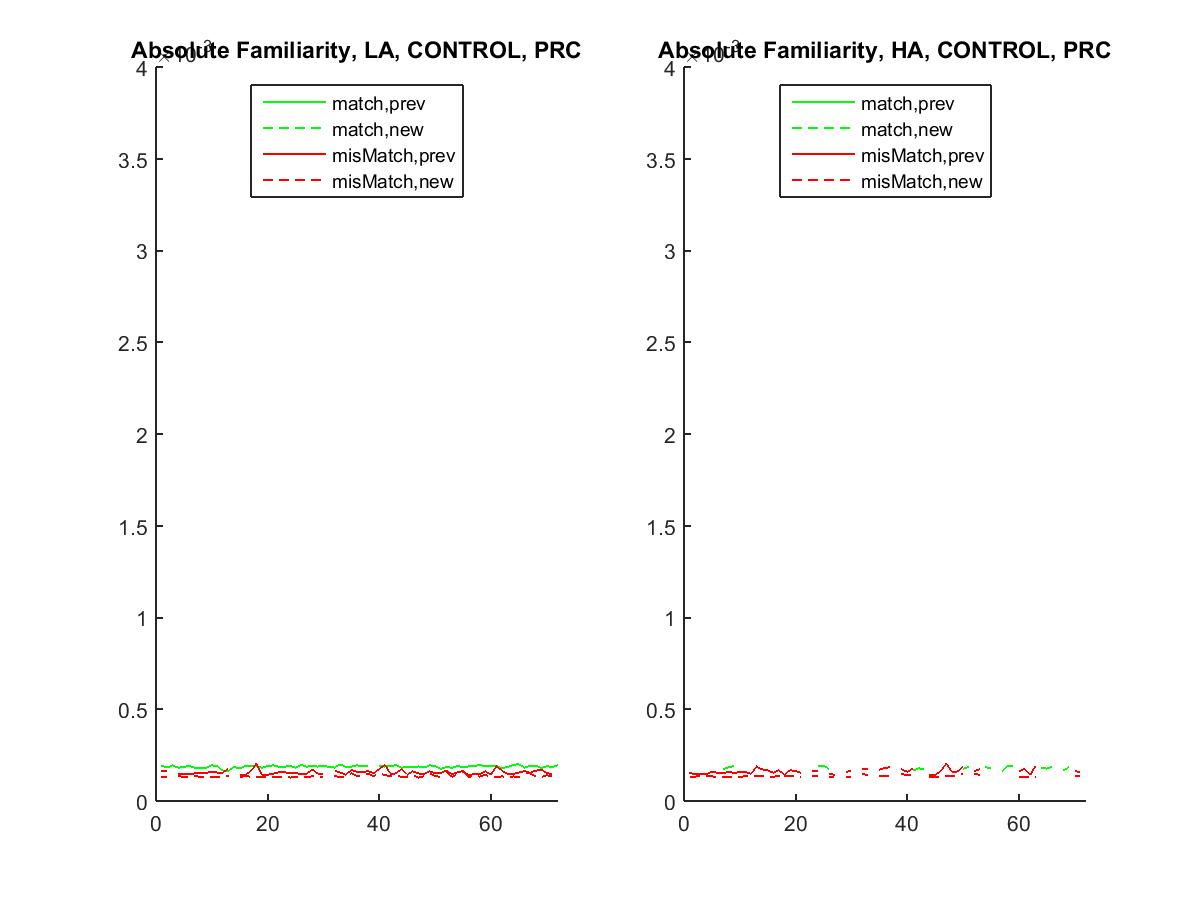 Absolute Familiarity, LA, CONTROL, PRC
4
3.5
3
2.5
2
1.5
1
0.5
0
0 20 40 60
match,prev
match,new
misMatch,prev
misMatch,new
Absolute Familiarity, HA, CONTROL, PRC
4
3.5
3
2.5
2
1.5
1
0.5
0
0 20 40 60
match,prev
match,new
misMatch,prev
misMatch,new